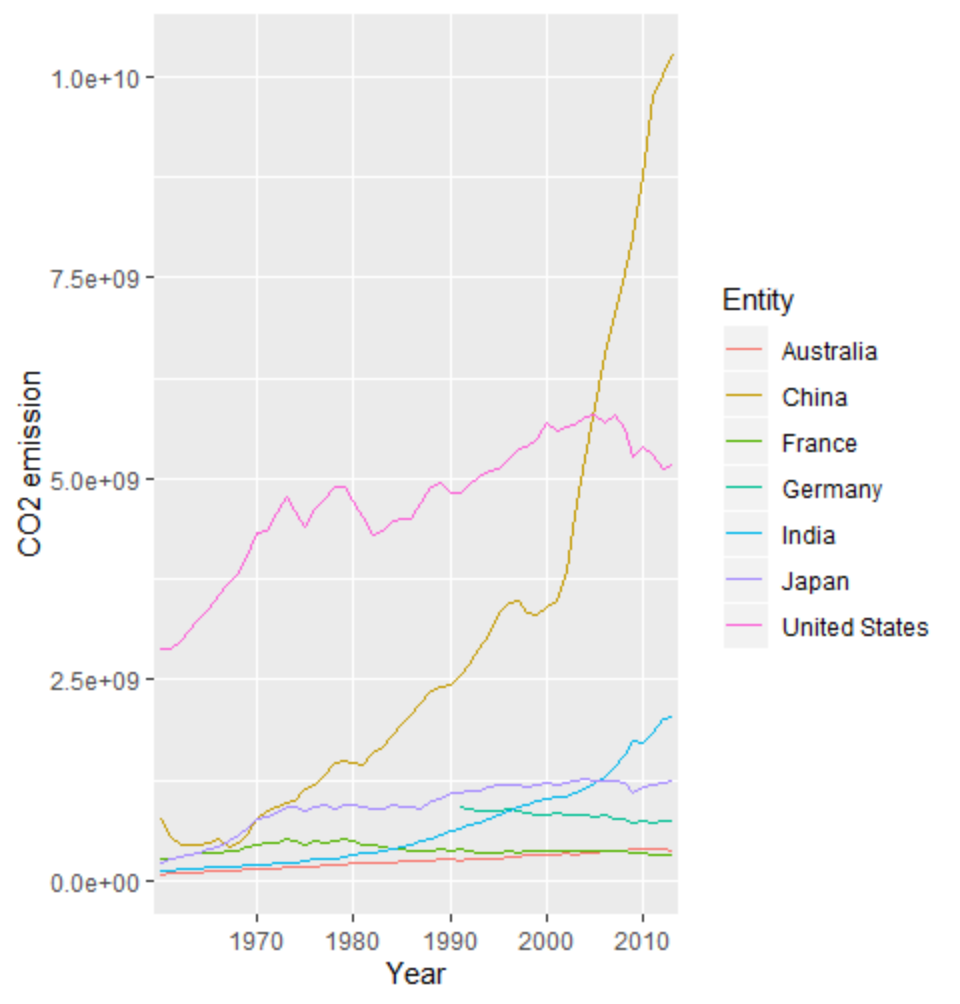 1.0e+10
7.5e+09
5.0e+09
2.5e+09
0.0e+00
CO2 emission
1970 1980 1990 2000 2010
Year
Entity
Australia
China
France
Germany
India
Japan
United States